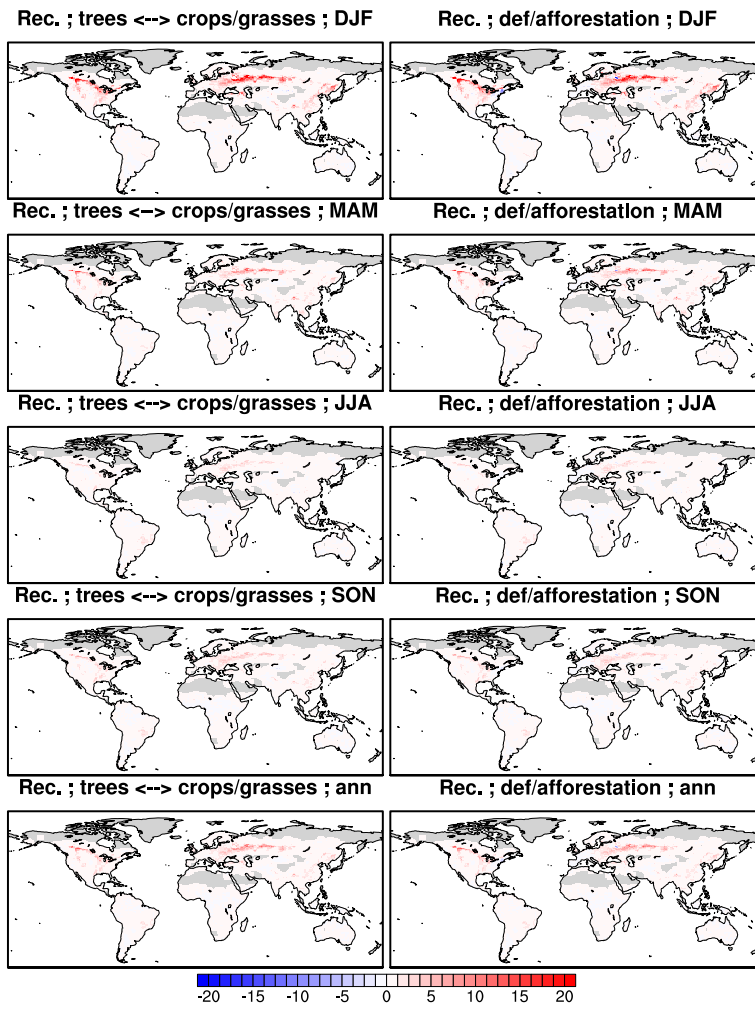 Rec. ; trees <--> crops/grasses ; DJF
Rec. ; def/afforestation ; DJF
Rec. ; trees <--> crops/grasses ; MAM
Rec. ; def/afforestation ; MAM
Rec. ; trees <--> crops/grasses ; JJA
Rec. ; def/afforestation ; JJA
Rec. ; trees <--> crops/grasses ; SON
Rec. ; def/afforestation ; SON
Rec. ; trees <--> crops/grasses ; ann
Rec. ; def/afforestation ; ann
-20 -15 -10 -5 0 5 10 15 20